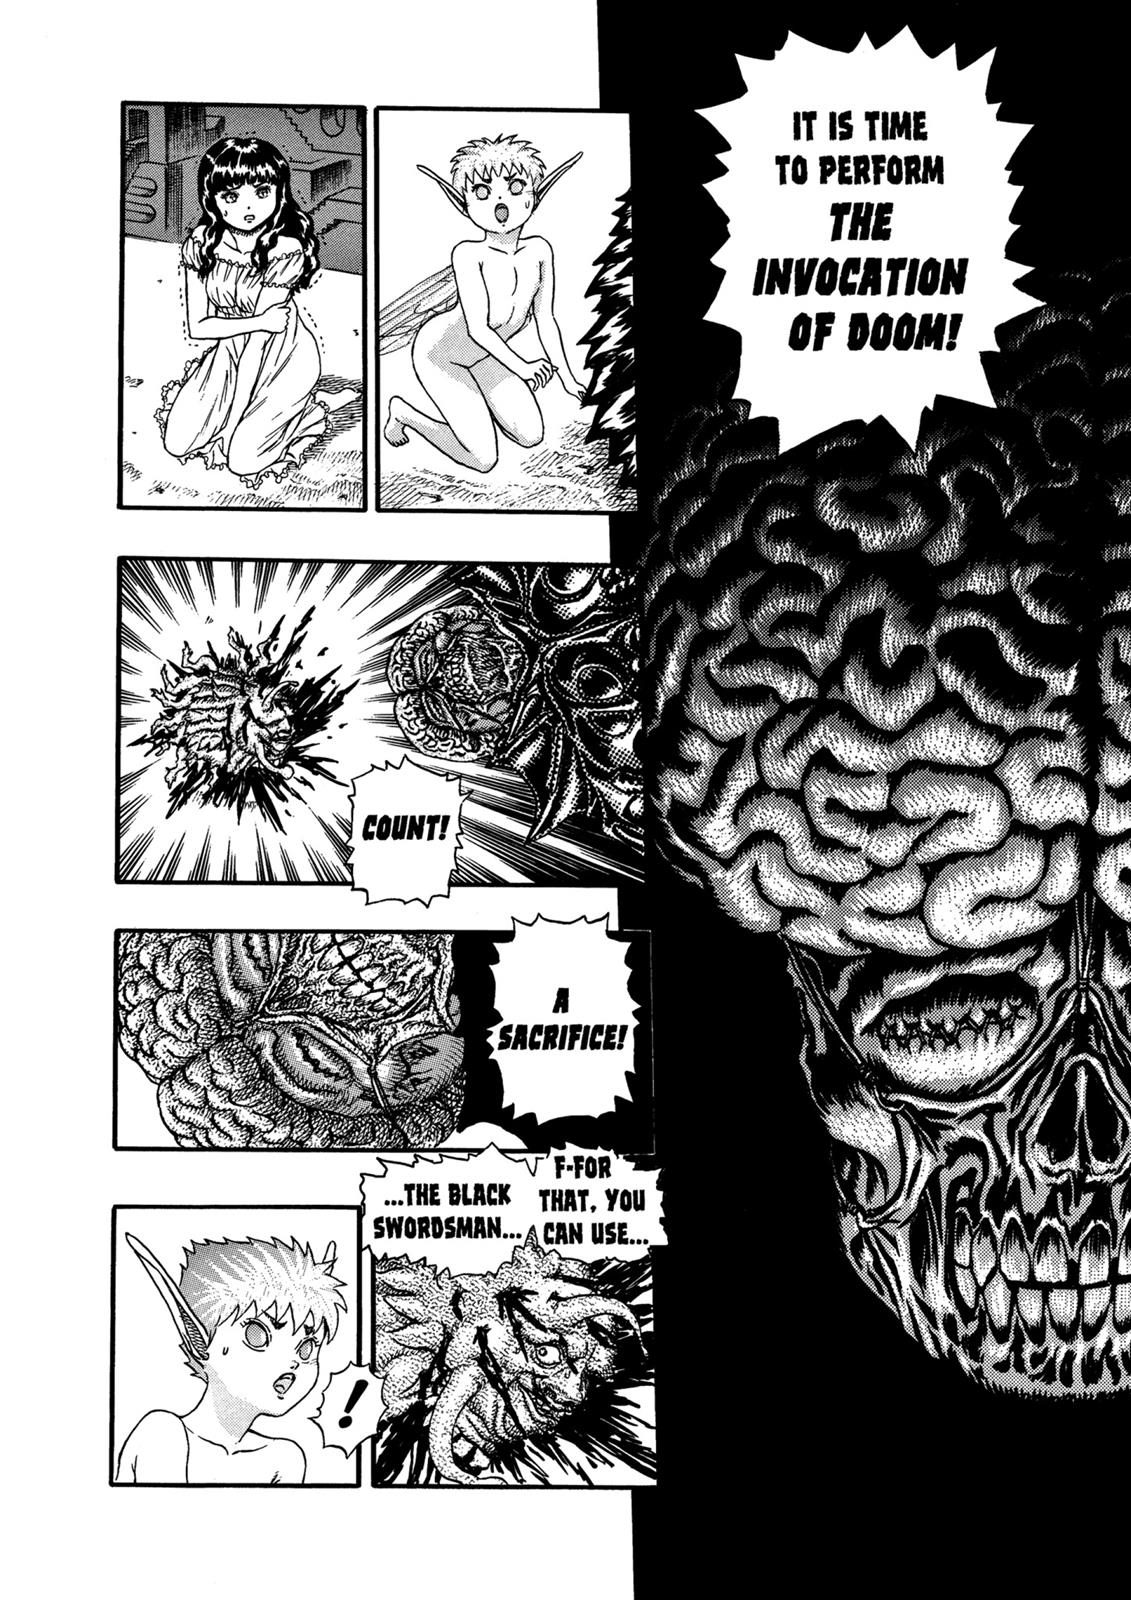 IT IS TIME
TO PERFORM
THE
INVOCATION
OF DOOM!
COUNT!
A
SACRIFICE!
F-FOR
THAT, YOU
CAN USE...
...THE BLACK
SWORDSMAN...
!